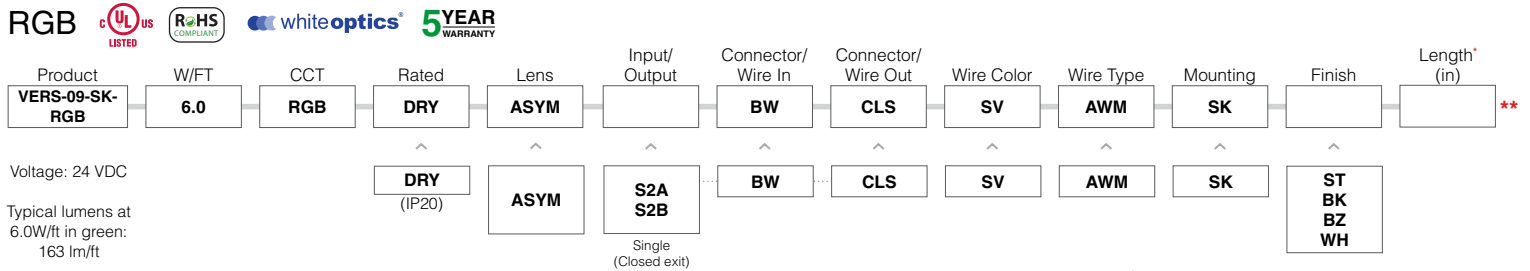 RGB
C UL US
LISTED
RoHS
COMPLIANT
whiteoptics®
5 YEAR
WARRANTY
Product
W/FT
CCT
Rated
Lens
Input/
Output
Connector/
Wire In
Connector/
Wire Out
Wire Color
Wire Type
Mounting
Finish
Length*
(in)
VERS-09-SK-
RGB
6.0
RGB
DRY
ASYM
BW
CLS
SV
AWM
SK
**
Voltage: 24 VDC
Typical lumens at
6.0W/ft in green:
163 lm/ft
DRY
(IP20)
ASYM
S2A
S2B
Single
(Closed exit)
BW
CLS
SV
AWM
SK
ST
BK
BZ
WH